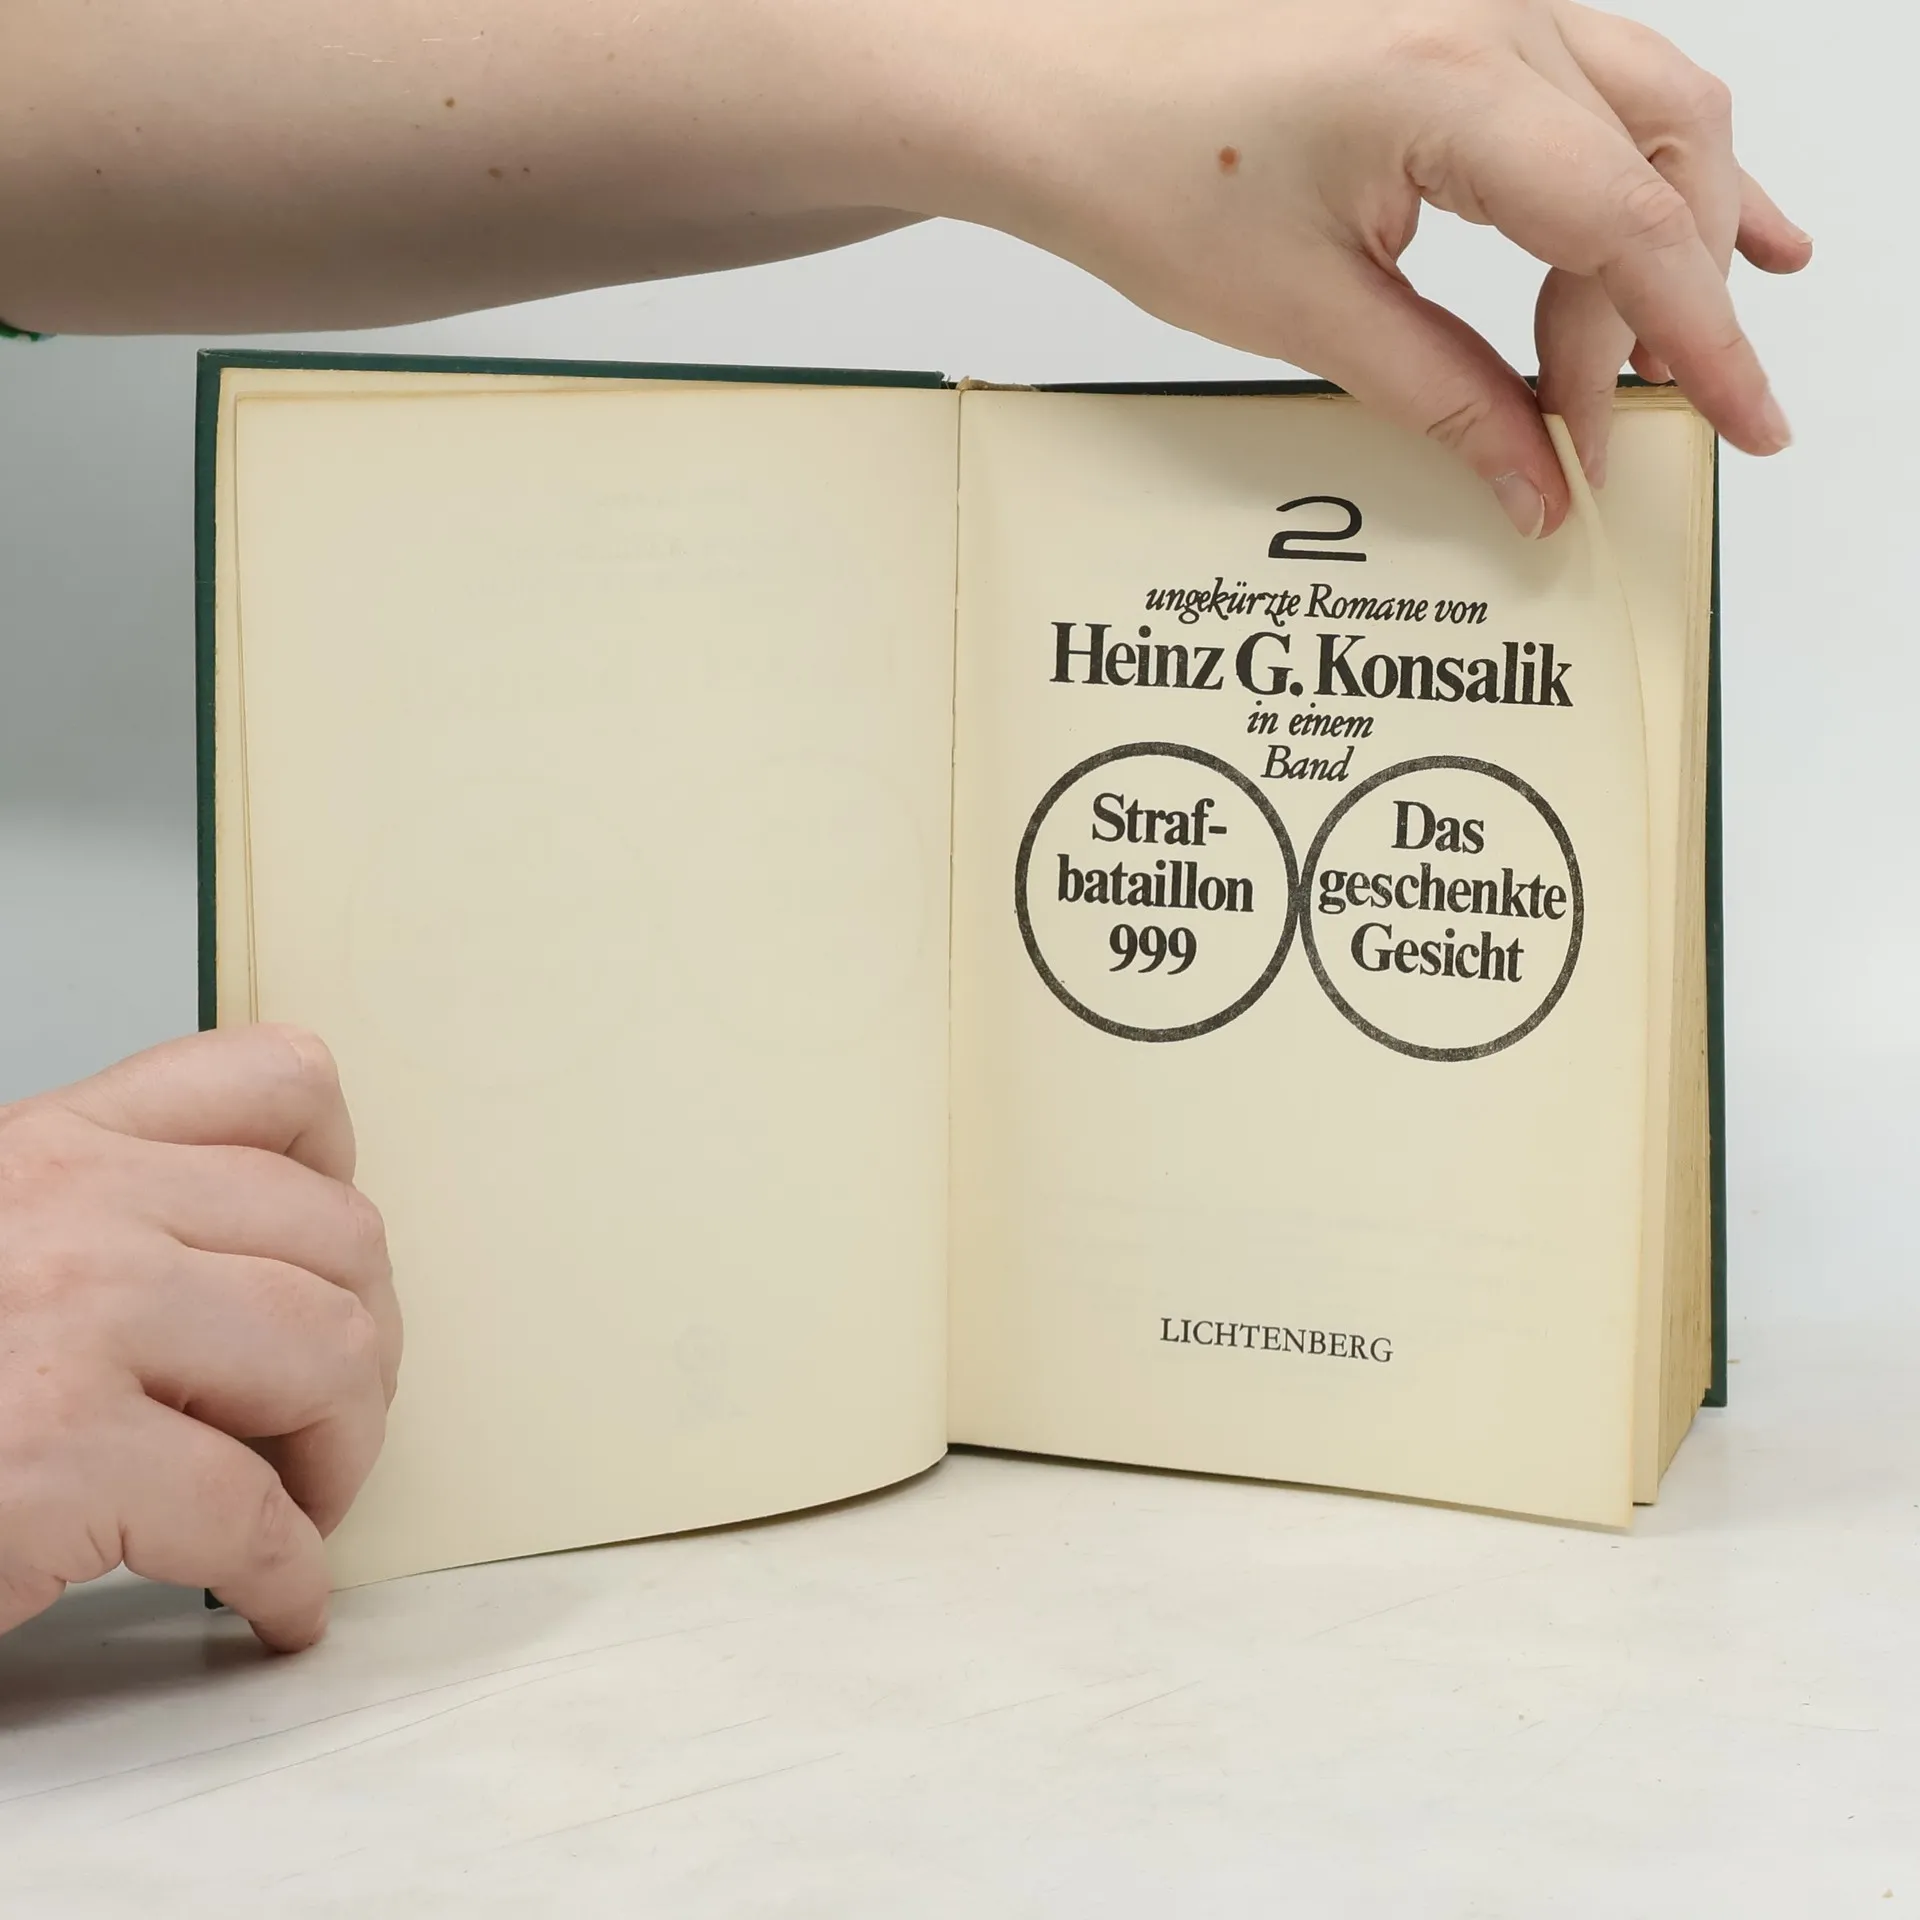 2
ungekürzte Romane von
Heinz G. Konsalik
in einem
Band
Straf-
bataillon
999
Das
geschenkte
Gesicht
LICHTENBERG